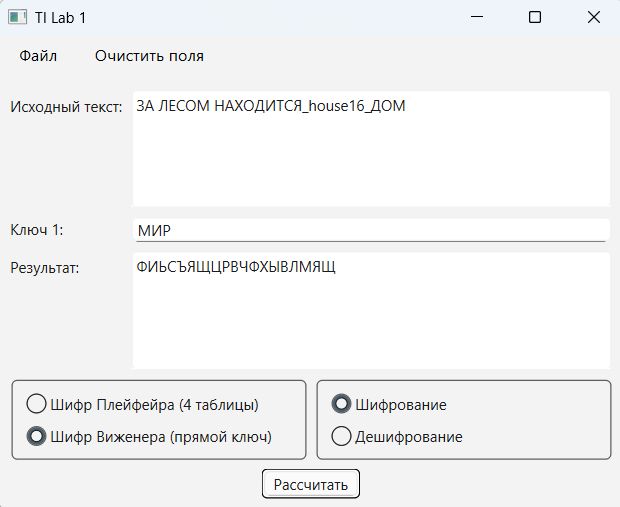 TI Lab 1
Файл Очистить поля
Исходный текст: ЗА ЛЕСОМ НАХОДИТСЯ_house16_ДОМ
Ключ 1: МИР
Результат: ФИЬСЪЯЩЦРВЧФХЫВЛМЯЩ
Шифр Плейфейра (4 таблицы) Шифрование
Шифр Виженера (прямой ключ) Дешифрование
Рассчитать